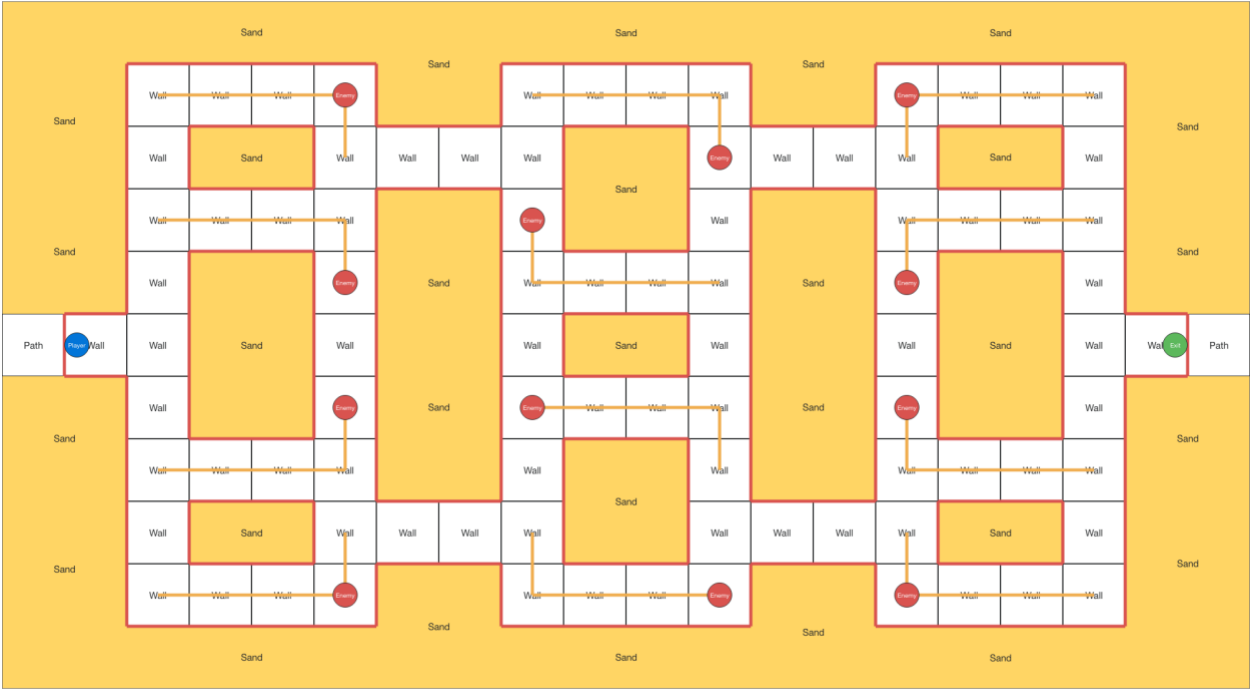 Sand Sand Sand
Sand Sand
Wall Wall Wall Enemy Wall Wall Wall Wall Enemy Wall Wall Wall
Sand Sand
Wall Sand Wall Wall Wall Wall Enemy Wall Wall Wall Sand Wall
Sand
Wall Wall Wall Wall Enemy Wall Wall Wall Wall Wall
Sand Sand
Wall Enemy Sand Wall Wall Wall Wall Sand Enemy Wall
Path Player Wall Wall Sand Wall Wall Sand Wall Wall Sand Wall Wal Exit Path
Wall Enemy Sand Enemy Wall Wall Wall Sand Enemy Wall
Sand Sand
Wall Wall Wall Wall Wall Wall Wall Wall Wall Wall
Sand
Wall Sand Wall Wall Wall Wall Wall Wall Wall Wall Sand Wall
Sand Sand
Wall Wall Wall Enemy Wall Wall Wall Enemy Enemy Wall Wall Wall
Sand Sand
Sand Sand Sand